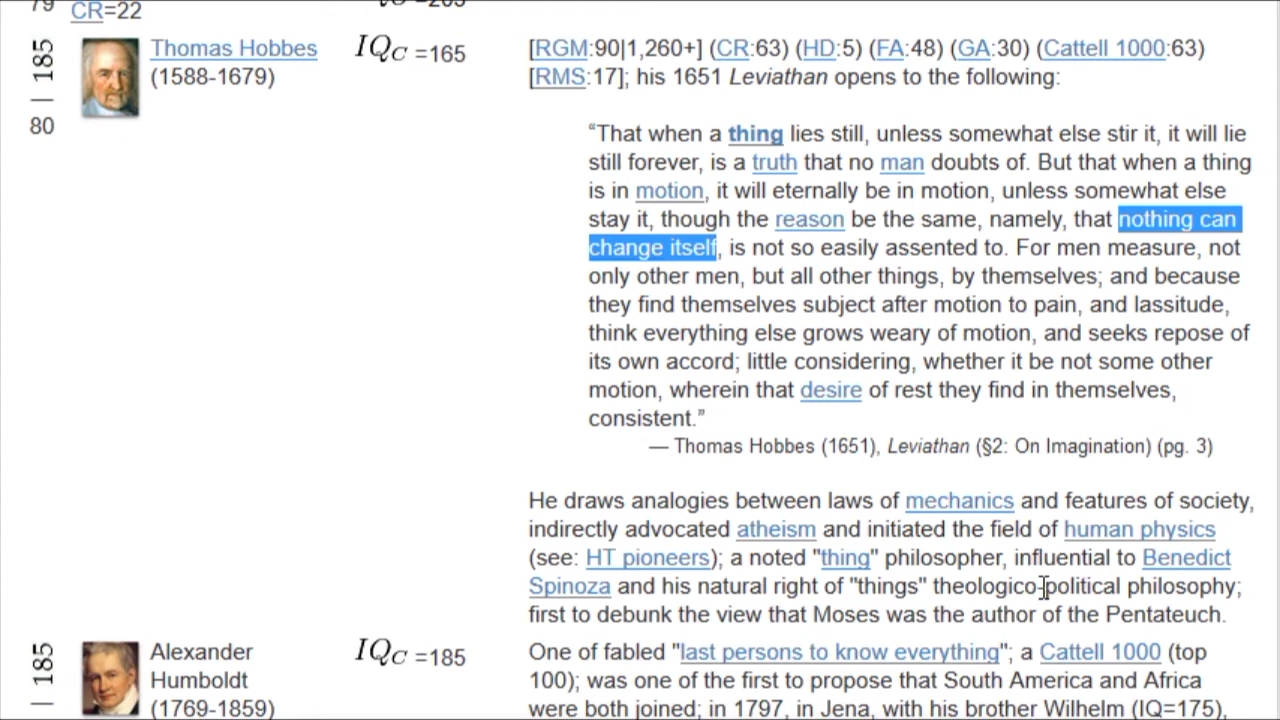 79
CR=22
185
— 
80
Thomas Hobbes
(1588-1679)
IQC =165
[RGM:90|1,260+] (CR:63) (HD:5) (FA:48) (GA:30) (Cattell 1000:63)
[RMS:17]; his 1651 Leviathan opens to the following:
“That when a thing lies still, unless somewhat else stir it, it will lie
still forever, is a truth that no man doubts of. But that when a thing
is in motion, it will eternally be in motion, unless somewhat else
stay it, though the reason be the same, namely, that nothing can
change itself, is not so easily assented to. For men measure, not
only other men, but all other things, by themselves; and because
they find themselves subject after motion to pain, and lassitude,
think everything else grows weary of motion, and seeks repose of
its own accord; little considering, whether it be not some other
motion, wherein that desire of rest they find in themselves,
consistent.”
— Thomas Hobbes (1651), Leviathan (§2: On Imagination) (pg. 3)
He draws analogies between laws of mechanics and features of society,
indirectly advocated atheism and initiated the field of human physics
(see: HT pioneers); a noted "thing" philosopher, influential to Benedict
Spinoza and his natural right of "things" theologico-political philosophy;
first to debunk the view that Moses was the author of the Pentateuch.
185
—
Alexander
Humboldt
(1769-1859)
IQC =185
One of fabled "last persons to know everything"; a Cattell 1000 (top
100); was one of the first to propose that South America and Africa
were both joined; in 1797, in Jena, with his brother Wilhelm (IQ=175),